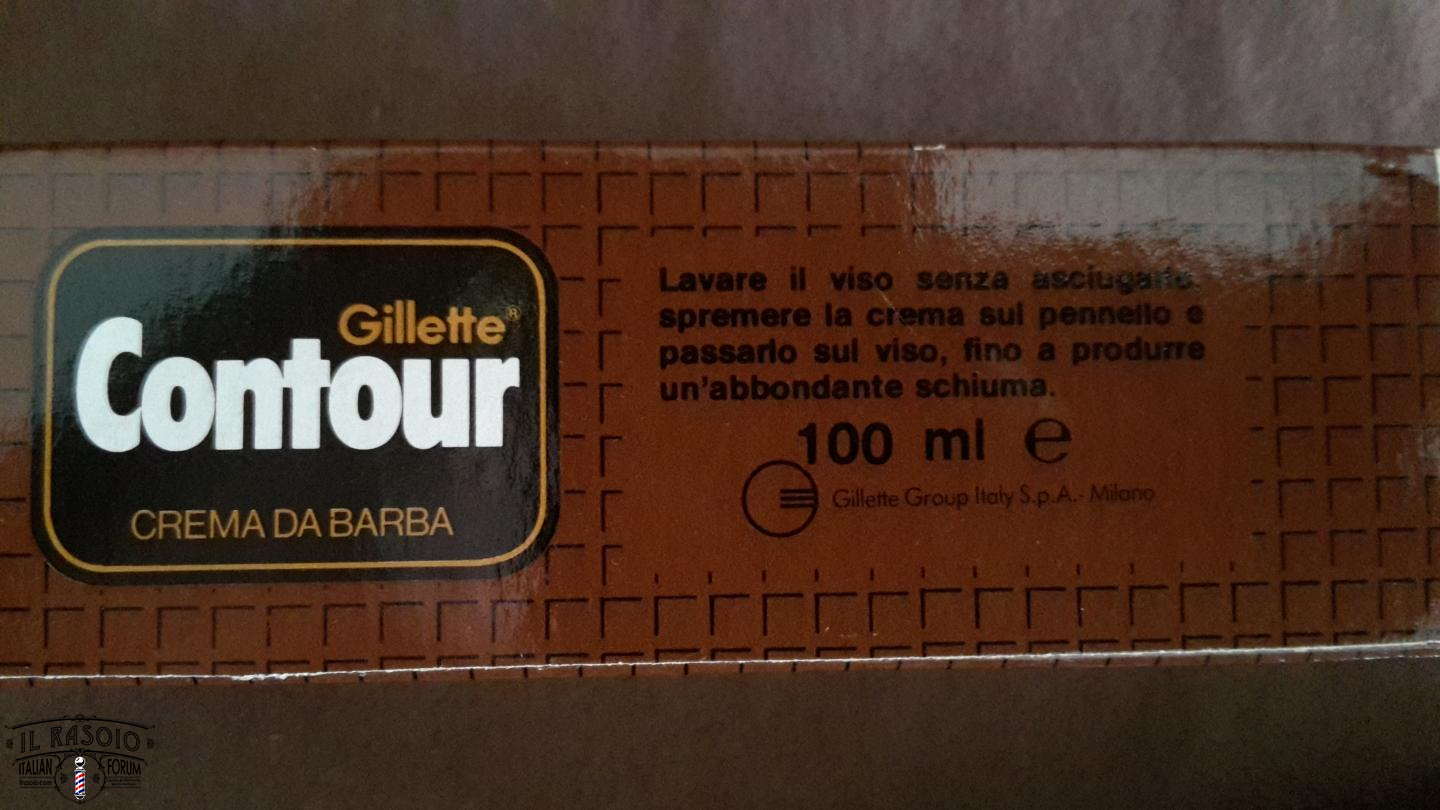 Gillette®
Contour
CREMA DA BARBA
Lavare il viso senza asciugarlo,
spremere la crema sul pennello e
passarlo sul viso, fino a produrre
un'abbondante schiuma.
100 ml ℮
Gillette Group Italy S.p.A. - Milano
IL RASOIO
ITALIAN FORUM